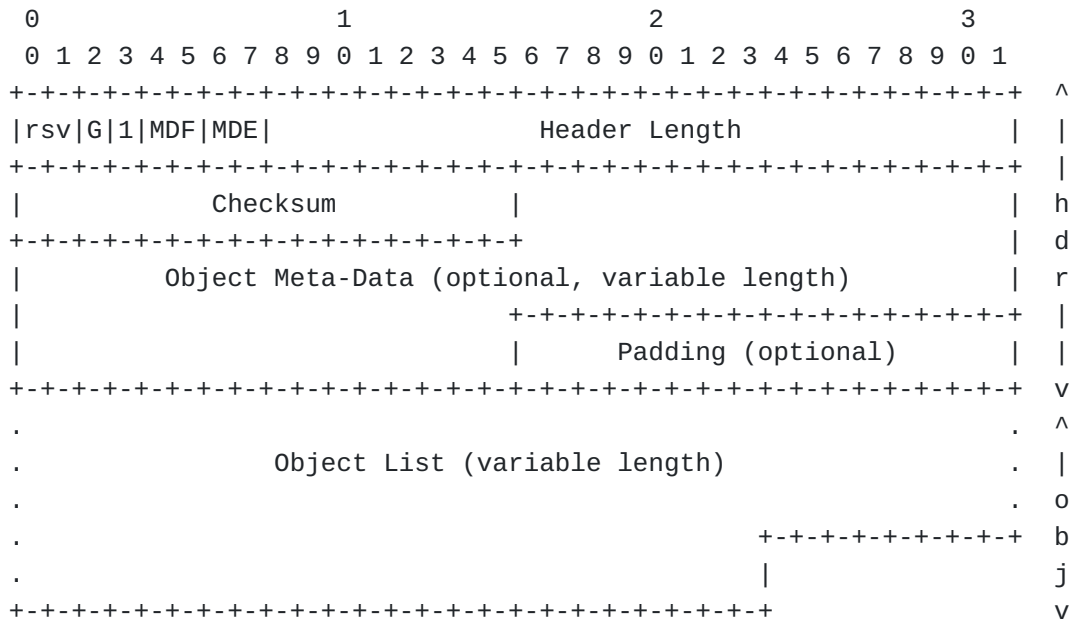 0                   1                   2                   3
 0 1 2 3 4 5 6 7 8 9 0 1 2 3 4 5 6 7 8 9 0 1 2 3 4 5 6 7 8 9 0 1
+-+-+-+-+-+-+-+-+-+-+-+-+-+-+-+-+-+-+-+-+-+-+-+-+-+-+-+-+-+-+-+-+  ^
|rsv|G|1|MDF|MDE|                 Header Length                 |  |
+-+-+-+-+-+-+-+-+-+-+-+-+-+-+-+-+-+-+-+-+-+-+-+-+-+-+-+-+-+-+-+-+  |
|            Checksum           |                               |  h
+-+-+-+-+-+-+-+-+-+-+-+-+-+-+-+-+                               |  d
|         Object Meta-Data (optional, variable length)          |  r
|                               +-+-+-+-+-+-+-+-+-+-+-+-+-+-+-+-+  |
|                               |      Padding (optional)       |  |
+-+-+-+-+-+-+-+-+-+-+-+-+-+-+-+-+-+-+-+-+-+-+-+-+-+-+-+-+-+-+-+-+  v
.                                                               .  ^
.                Object List (variable length)                  .  |
.                                                               .  o
.                                               +-+-+-+-+-+-+-+-+  b
.                                               |                  j
+-+-+-+-+-+-+-+-+-+-+-+-+-+-+-+-+-+-+-+-+-+-+-+-+                  v